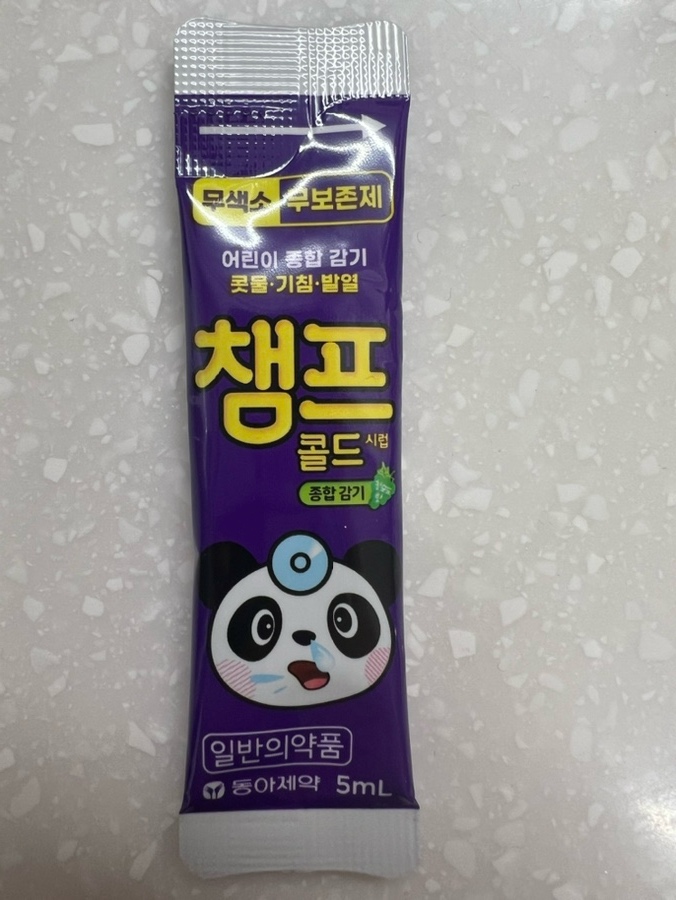 무색소 무보존제
어린이 종합 감기
콧물·기침·발열
챔프
콜드 시럽
종합 감기
일반의약품
동아제약 5mL